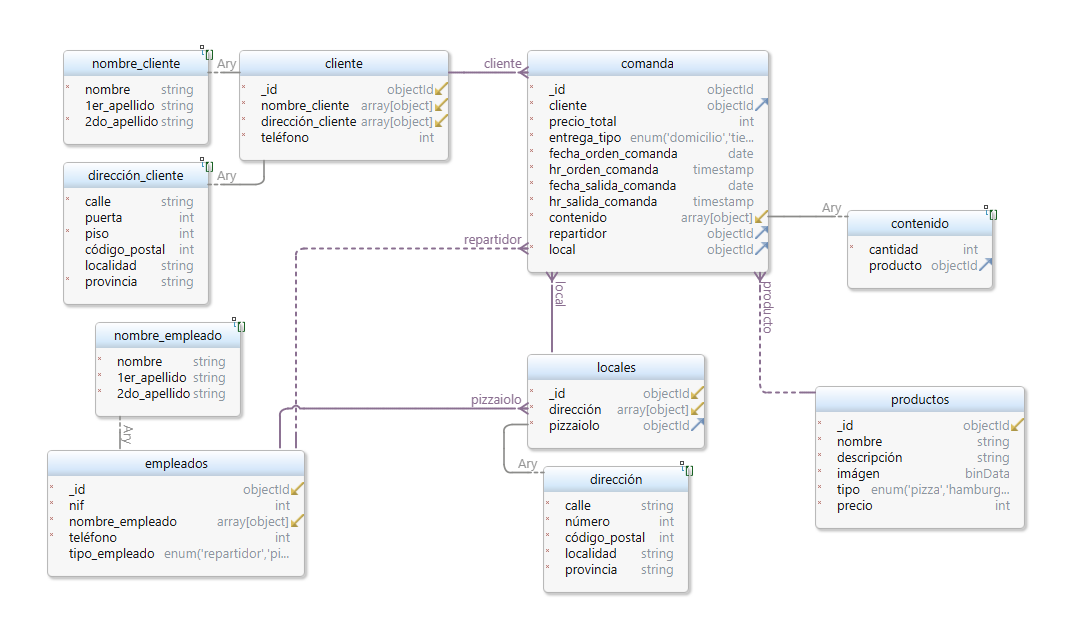 nombre_cliente
nombre string
1er_apellido string
2do_apellido string
Ary
cliente
_id objectId
nombre_cliente array[object]
dirección_cliente array[object]
teléfono int
cliente
comanda
_id objectId
cliente objectId
precio_total int
entrega_tipo enum('domicilio','tie...
fecha_orden_comanda date
hr_orden_comanda timestamp
fecha_salida_comanda date
hr_salida_comanda timestamp
contenido array[object]
repartidor objectId
local objectId
dirección_cliente
calle string
puerta int
piso int
código_postal int
localidad string
provincia string
Ary
Ary
contenido
cantidad int
producto objectId
repartidor
local
producto
nombre_empleado
nombre string
1er_apellido string
2do_apellido string
Ary
locales
_id objectId
dirección array[object]
pizzaiolo objectId
pizzaiolo
productos
_id objectId
nombre string
descripción string
imágen binData
tipo enum('pizza','hamburg...
precio int
empleados
_id objectId
nif int
nombre_empleado array[object]
teléfono int
tipo_empleado enum('repartidor','pi...
Ary
dirección
calle string
número int
código_postal int
localidad string
provincia string